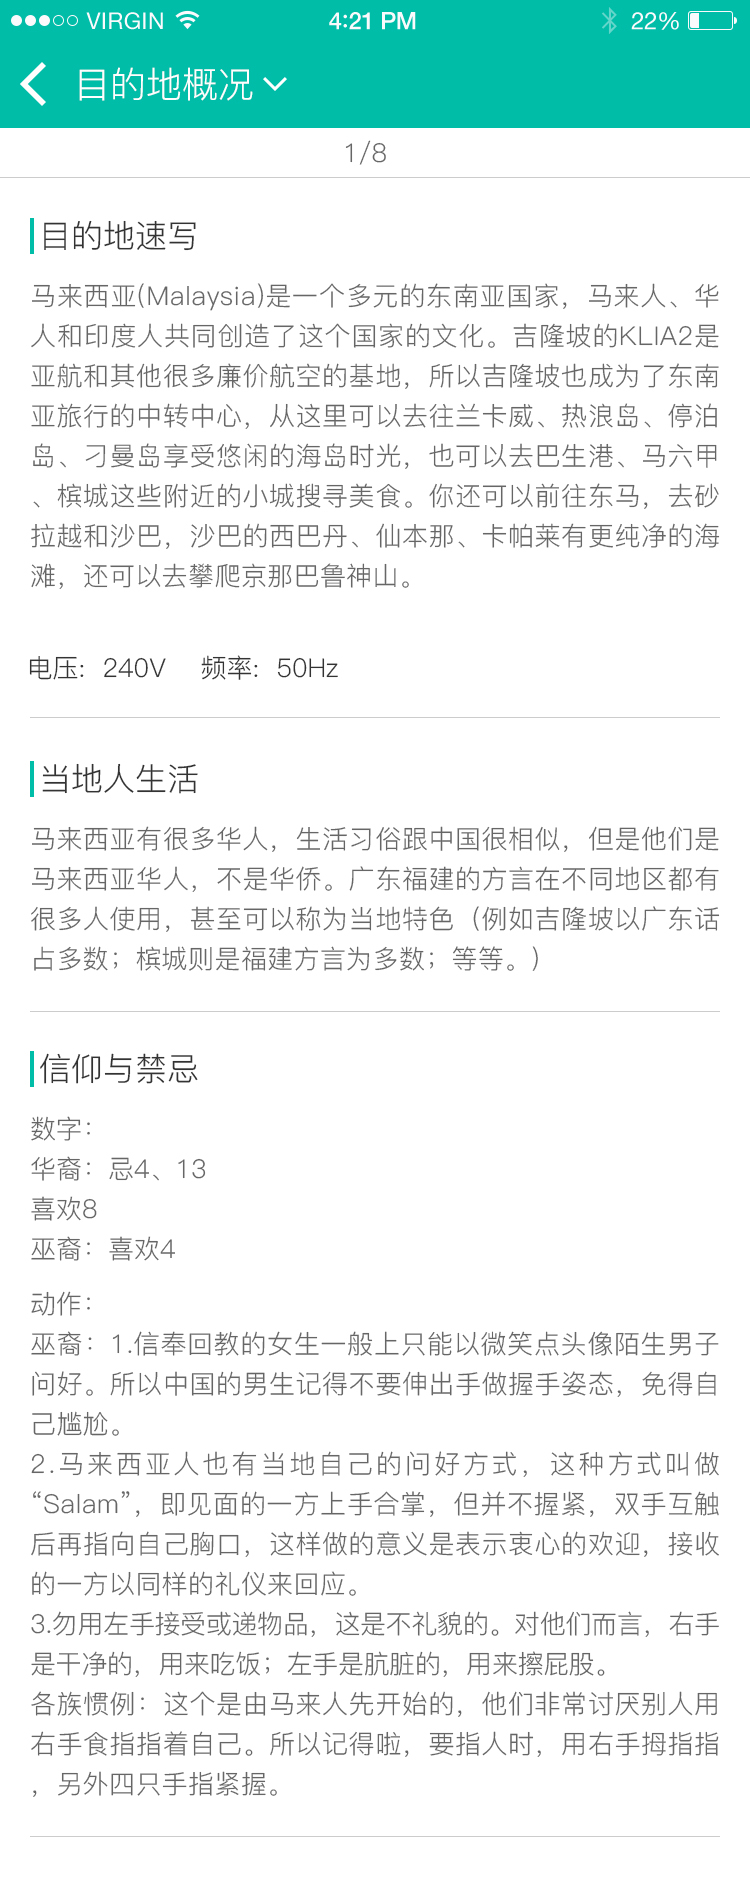 VIRGIN 4:21 PM 22%
目的地概况
1/8
目的地速写
马来西亚(Malaysia)是一个多元的东南亚国家，马来人、华
人和印度人共同创造了这个国家的文化。吉隆坡的KLIA2是
亚航和其他很多廉价航空的基地，所以吉隆坡也成为了东南
亚旅行的中转中心，从这里可以去往兰卡威、热浪岛、停泊
岛、刁曼岛享受悠闲的海岛时光，也可以去巴生港、马六甲
、槟城这些附近的小城搜寻美食。你还可以前往东马，去砂
拉越和沙巴，沙巴的西巴丹、仙本那、卡帕莱有更纯净的海
滩，还可以去攀爬京那巴鲁神山。
电压：240V 频率：50Hz
当地人生活
马来西亚有很多华人，生活习俗跟中国很相似，但是他们是
马来西亚华人，不是华侨。广东福建的方言在不同地区都有
很多人使用，甚至可以称为当地特色（例如吉隆坡以广东话
占多数；槟城则是福建方言为多数；等等。）
信仰与禁忌
数字：
华裔：忌4、13
喜欢8
巫裔：喜欢4
动作：
巫裔：1.信奉回教的女生一般上只能以微笑点头像陌生男子
问好。所以中国的男生记得不要伸出手做握手姿态，免得自
己尴尬。
2.马来西亚人也有当地自己的问好方式，这种方式叫做
“Salam”，即见面的一方上手合掌，但并不握紧，双手互触
后再指向自己胸口，这样做的意义是表示衷心的欢迎，接收
的一方以同样的礼仪来回应。
3.勿用左手接受或递物品，这是不礼貌的。对他们而言，右手
是干净的，用来吃饭；左手是肮脏的，用来擦屁股。
各族惯例：这个是由马来人先开始的，他们非常讨厌别人用
右手食指指着自己。所以记得啦，要指人时，用右手拇指指
，另外四只手指紧握。